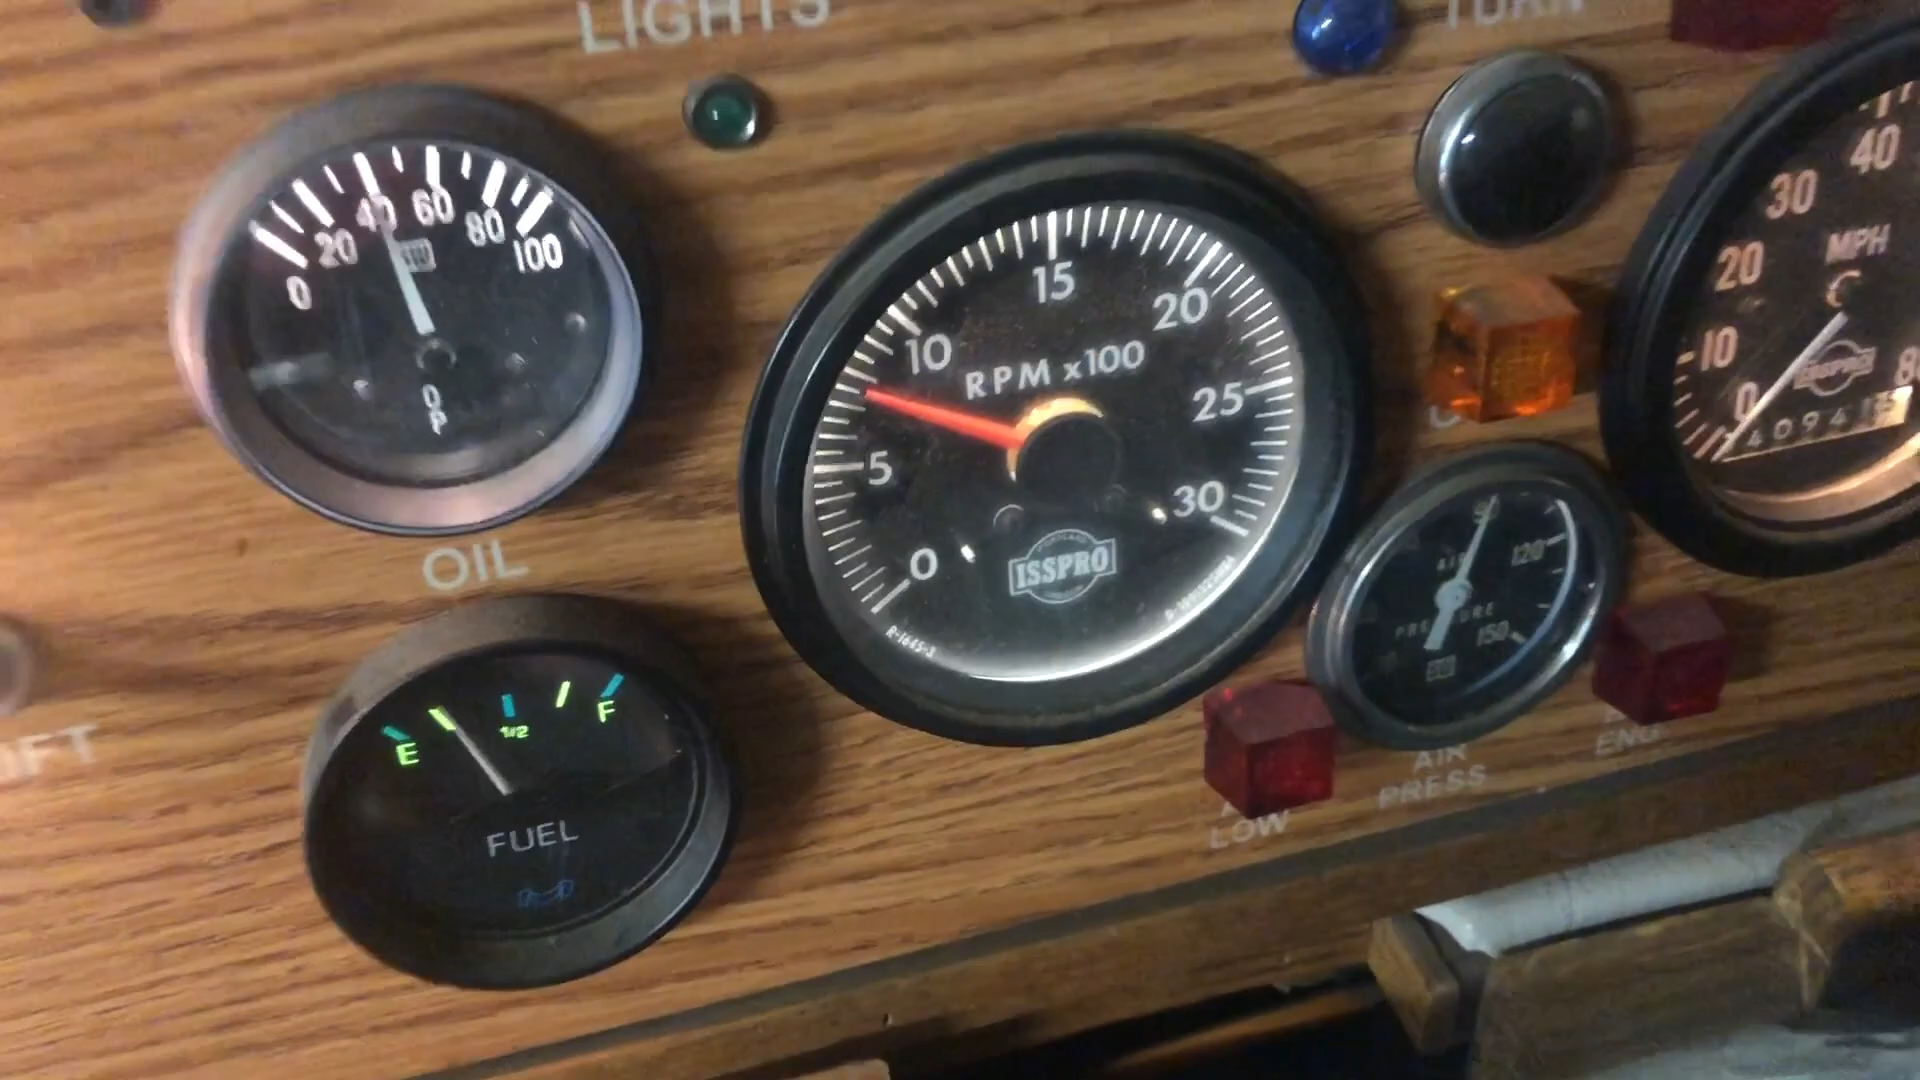 LIGHTS
TURN
0 20 40 60 80 100
OIL
E 1/2 F
FUEL
0 5 10 15 20 25 30
RPM x100
ISSPRO
R-1645-3
0 10 20 30 40
MPH
ISSPRO
AIR
PRESSURE
120
150
AIR
PRESS
LOW
ENG